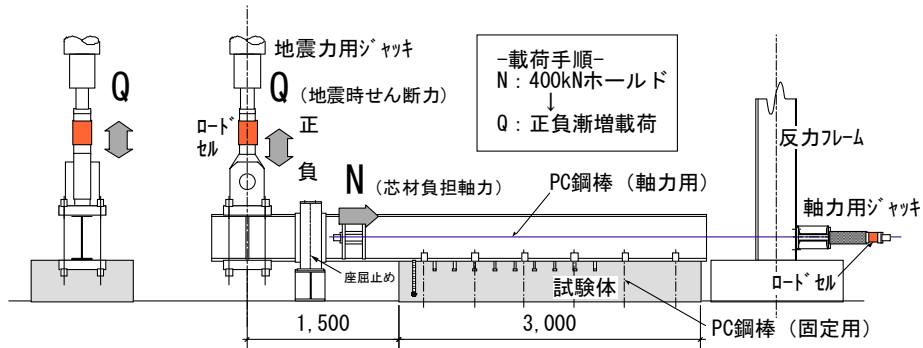 地震力用ｼﾞｬｯｷ
Q
Q
(地震時せん断力)
ﾛｰﾄﾞ
ｾﾙ
正
負
N
(芯材負担軸力)
-載荷手順-
N：400kNホールド
↓
Q：正負漸増載荷
PC鋼棒（軸力用）
反力フレーム
軸力用ｼﾞｬｯｷ
座屈止め
試験体
ﾛｰﾄﾞｾﾙ
1,500
3,000
PC鋼棒（固定用）